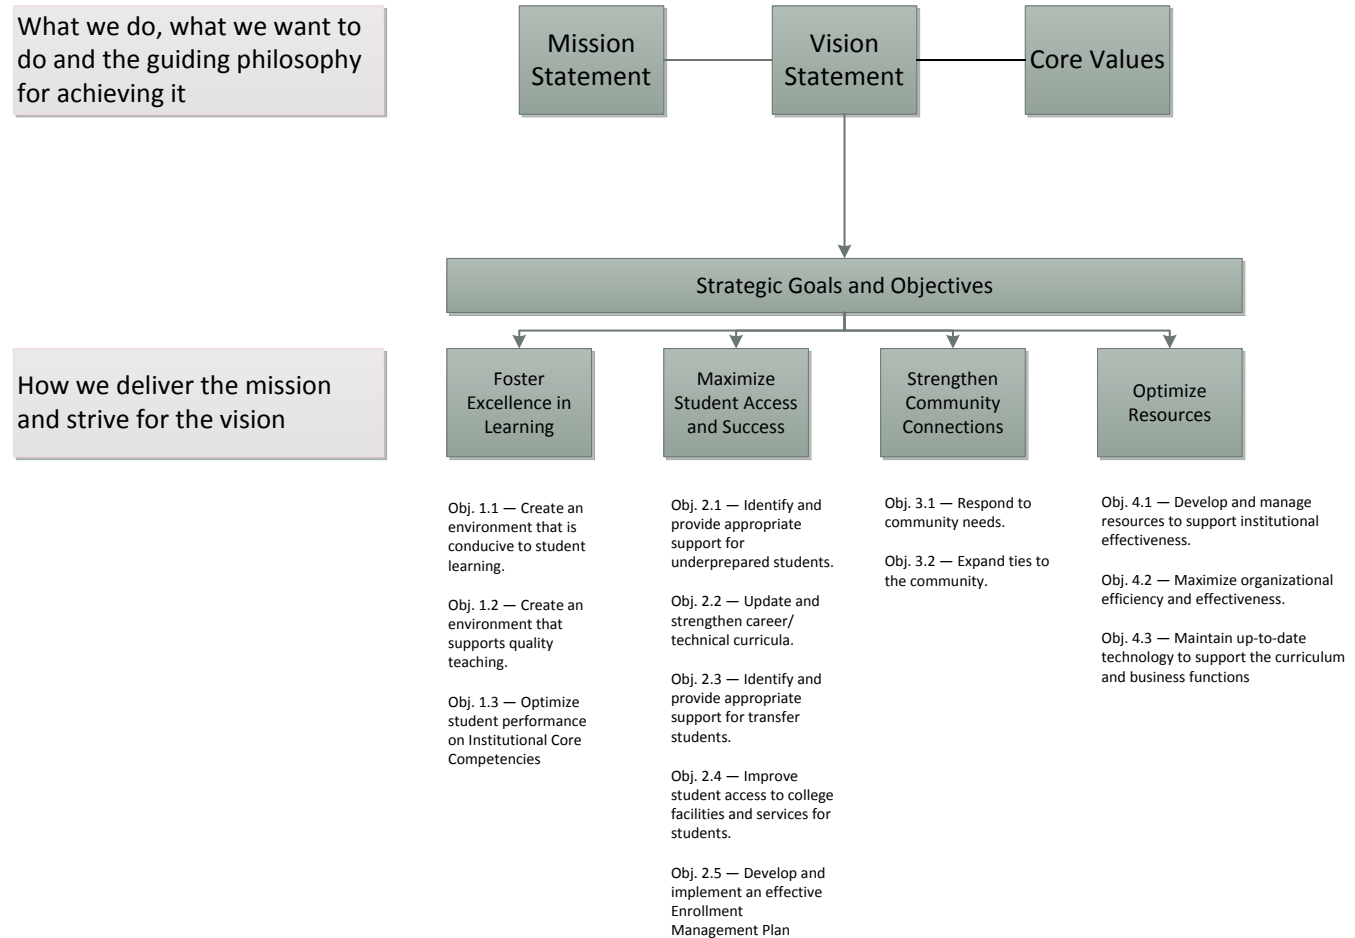 What we do, what we want to
do and the guiding philosophy
for achieving it
Mission
Statement
Vision
Statement
Core Values
Strategic Goals and Objectives
How we deliver the mission
and strive for the vision
Foster
Excellence in
Learning
Maximize
Student Access
and Success
Strengthen
Community
Connections
Optimize
Resources
Obj. 1.1 — Create an
environment that is
conducive to student
learning.
Obj. 1.2 — Create an
environment that
supports quality
teaching.
Obj. 1.3 — Optimize
student performance
on Institutional Core
Competencies
Obj. 2.1 — Identify and
provide appropriate
support for
underprepared students.
Obj. 2.2 — Update and
strengthen career/
technical curricula.
Obj. 2.3 — Identify and
provide appropriate
support for transfer
students.
Obj. 2.4 — Improve
student access to college
facilities and services for
students.
Obj. 2.5 — Develop and
implement an effective
Enrollment
Management Plan
Obj. 3.1 — Respond to
community needs.
Obj. 3.2 — Expand ties to
the community.
Obj. 4.1 — Develop and manage
resources to support institutional
effectiveness.
Obj. 4.2 — Maximize organizational
efficiency and effectiveness.
Obj. 4.3 — Maintain up-to-date
technology to support the curriculum
and business functions